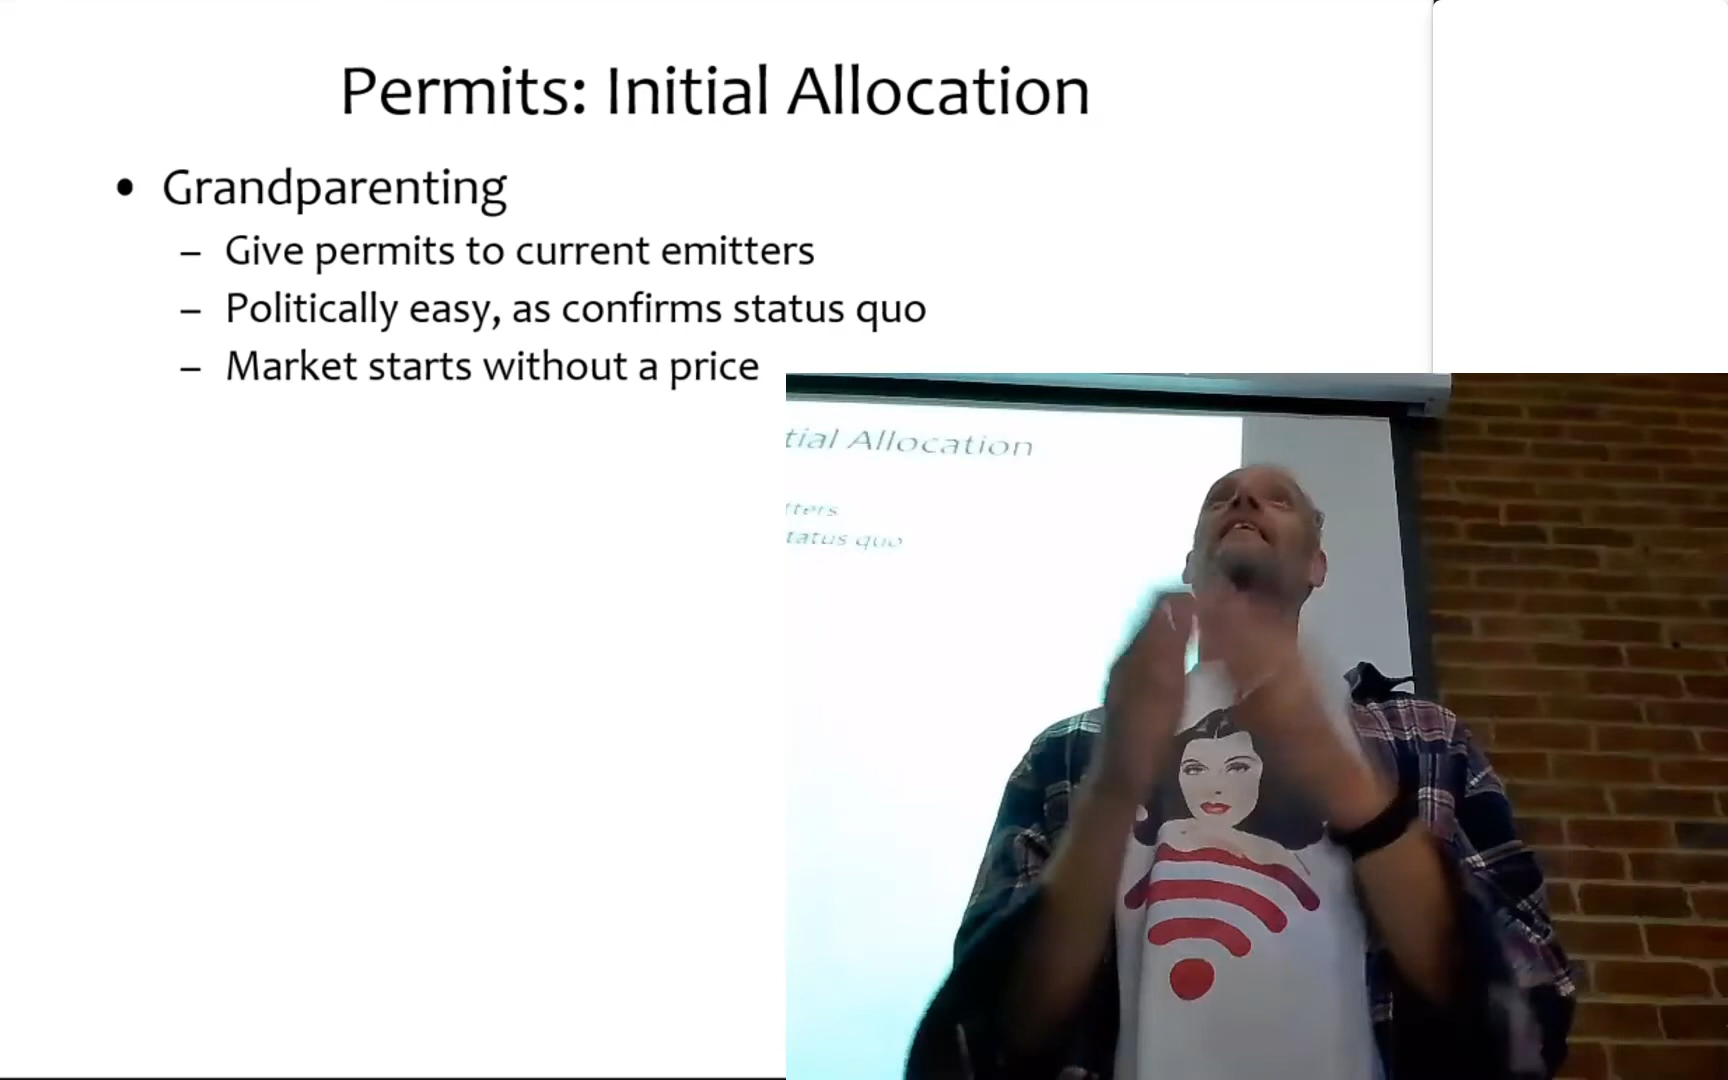 Permits: Initial Allocation
• Grandparenting
– Give permits to current emitters
– Politically easy, as confirms status quo
– Market starts without a price
tial Allocation
tters
tatus quo